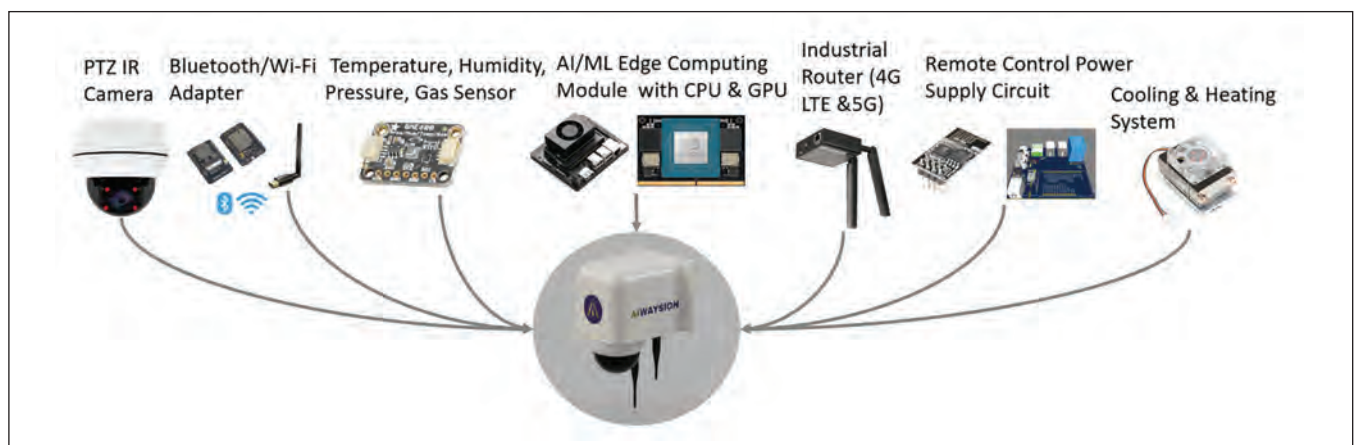 PTZ IR
Camera
Bluetooth/Wi-Fi
Adapter
Temperature, Humidity,
Pressure, Gas Sensor
AI/ML Edge Computing
Module with CPU & GPU
Industrial
Router (4G
LTE &5G)
Remote Control Power
Supply Circuit
Cooling & Heating
System
AIWAYSION